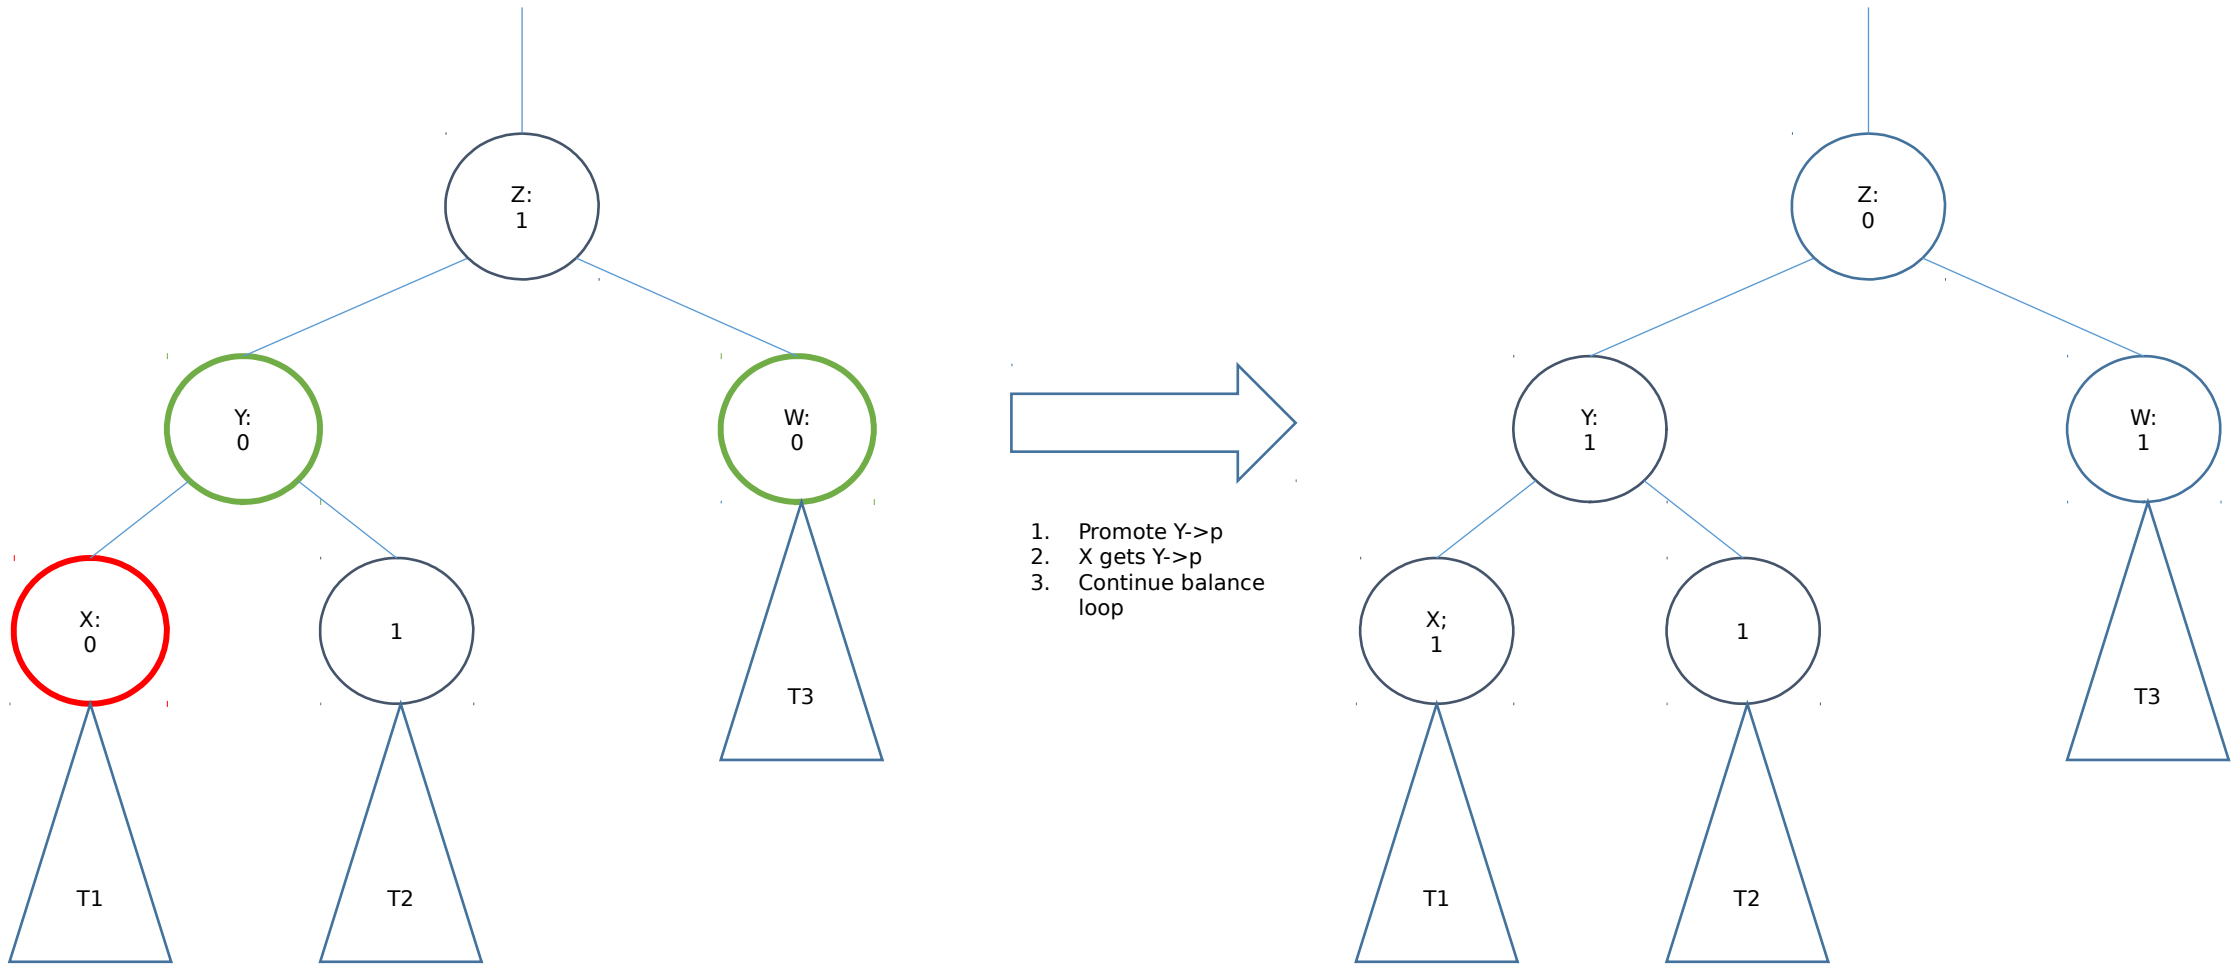 Z:
1
Y:
0
W:
0
X:
0
1
T1
T2
T3
1. Promote Y->p
2. X gets Y->p
3. Continue balance
loop
Z:
0
Y:
1
W:
1
X;
1
1
T1
T2
T3